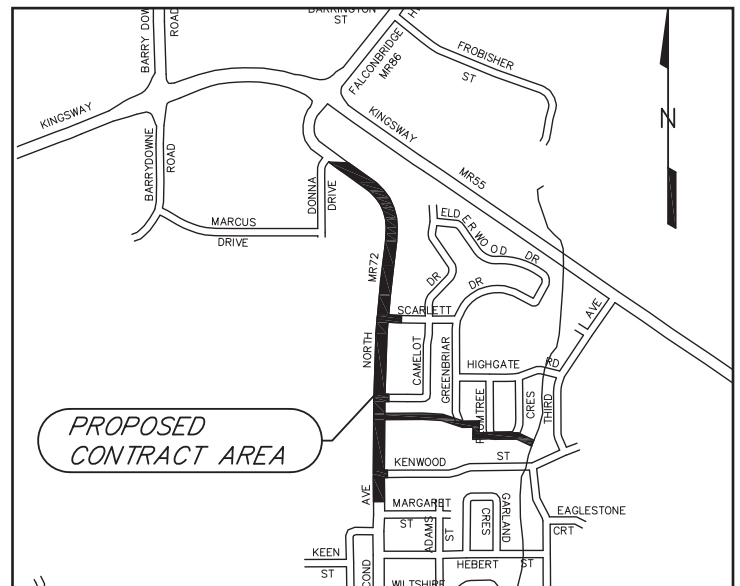 BARRINGTON
ST
BARRY DOW
ROAD
FALCONBRIDGE
MR86
FROBISHER
ST
KINGSWAY
KINGSWAY
MR55
N
BARRYDOWNE
ROAD
DONNA
DRIVE
MARCUS
DRIVE
ELDERWOOD DR
MR72
DR
DR
SCARLETT
L AVE
NORTH
CAMELOT
GREENBRIAR
HIGHGATE
RD
CRES
THIRD
PROPOSED
CONTRACT AREA
KENWOOD
ST
AVE
MARGARET
ST
ADAMS
ST
CRES
GARLAND
EAGLESTONE
CRT
KEEN
ST
HEBERT
ST
COND
WILTSHIRE